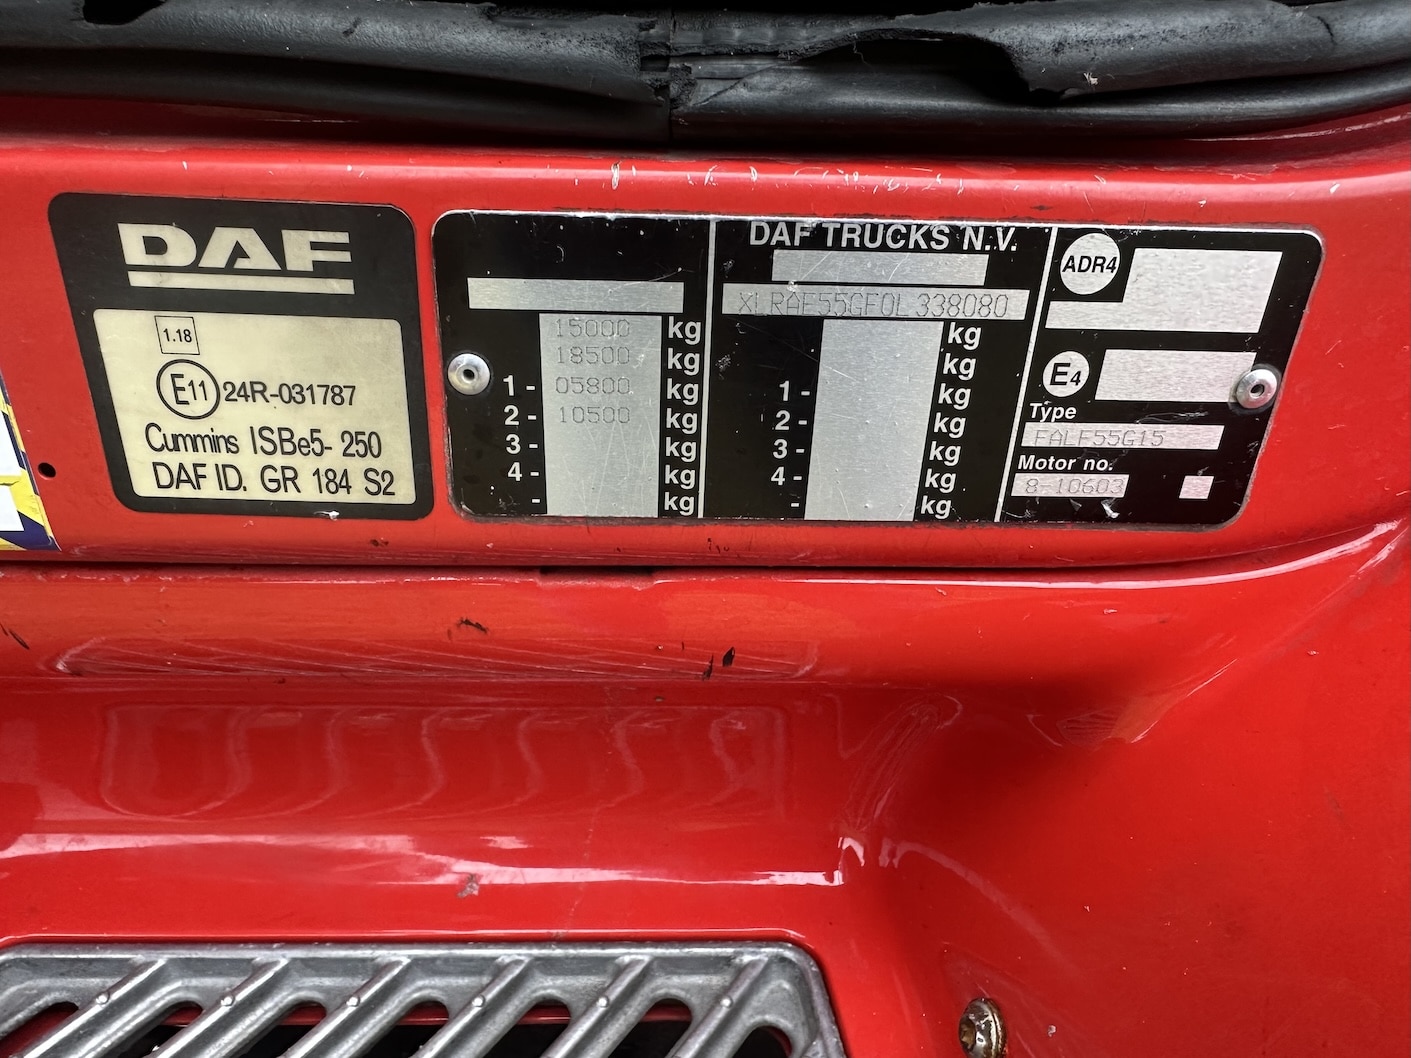 DAF
1.18
E11 24R-031787
Cummins ISBe5- 250
DAF ID. GR 184 S2
15000 kg
18500 kg
1- 05800 kg
2- 10500 kg
3- kg
4- kg
- kg
DAF TRUCKS N.V.
XLRAE55GF0L338080
kg
kg
1- kg
2- kg
3- kg
4- kg
- kg
ADR4
E4
Type
FALF55G15
Motor no.
8-10603